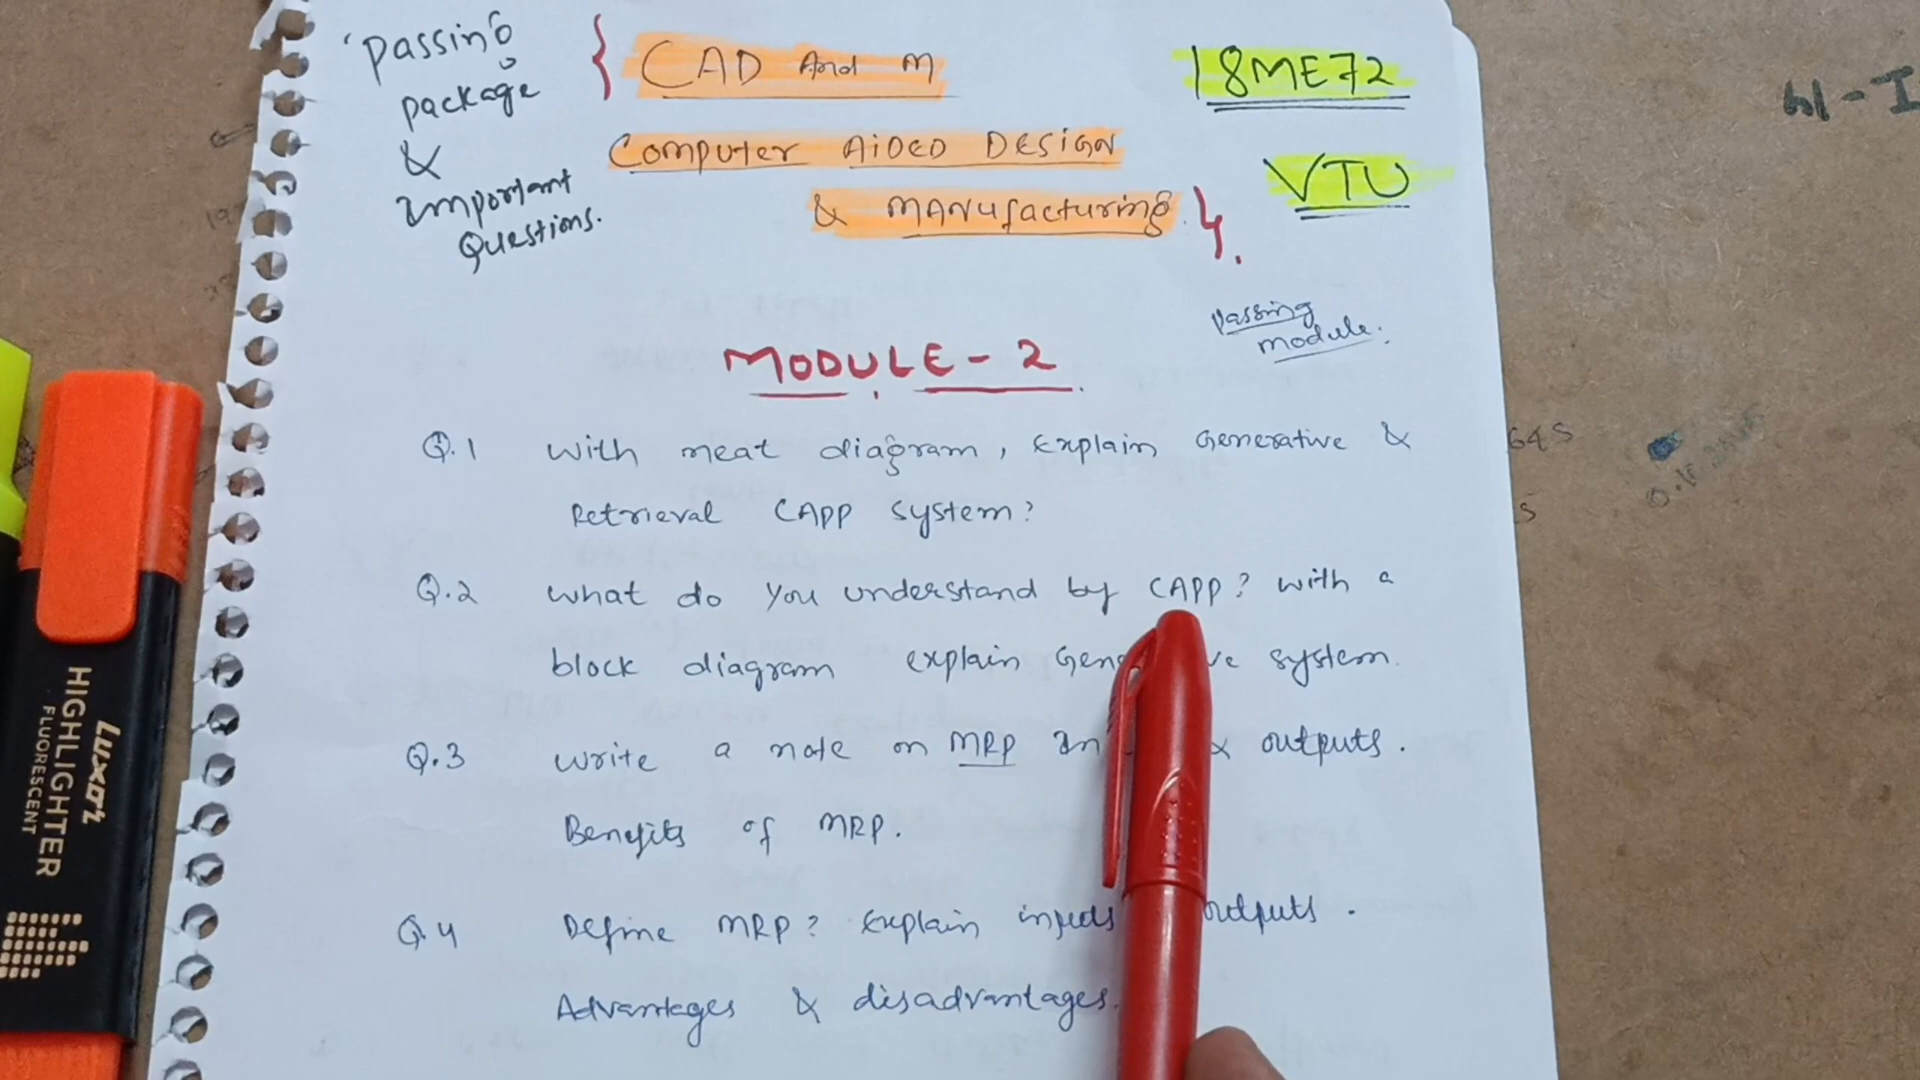 'Passing
package
&
Important
Questions.
{ CAD And M
Computer AiDED DESIGN
& MANufacturing }.
18ME72
VTU
Passing
module.
MODULE - 2
Q.1 With neat diagram, Explain Generative &
Retrieval CAPP system?
Q.2 What do You understand by CAPP? With a
block diagram explain system.
Q.3 Write a note on MRP & outputs.
Benefits of MRP.
Q.4 Define MRP? Explain inputs outputs.
Advantages & disadvantages.
Luxor
HIGHLIGHTER
FLUORESCENT